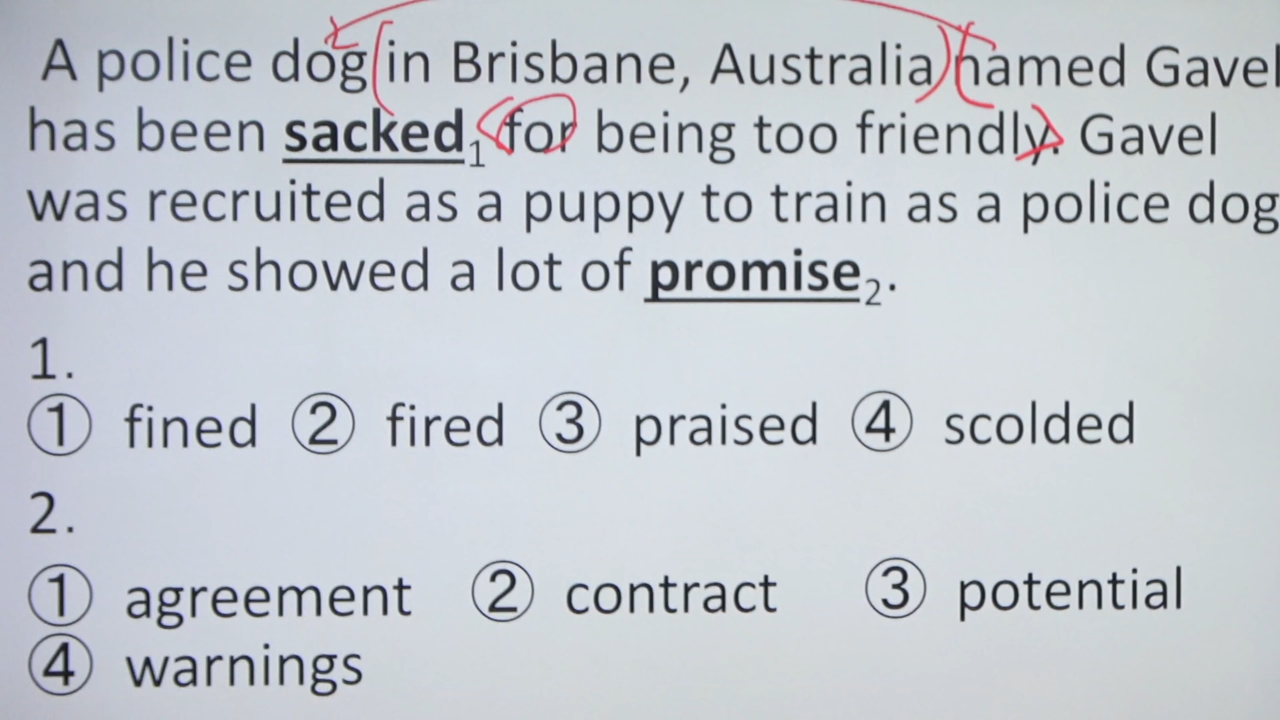 A police dog in Brisbane, Australia named Gavel
has been sacked₁ for being too friendly. Gavel
was recruited as a puppy to train as a police dog
and he showed a lot of promise₂.
1.
① fined ② fired ③ praised ④ scolded
2.
① agreement ② contract ③ potential
④ warnings